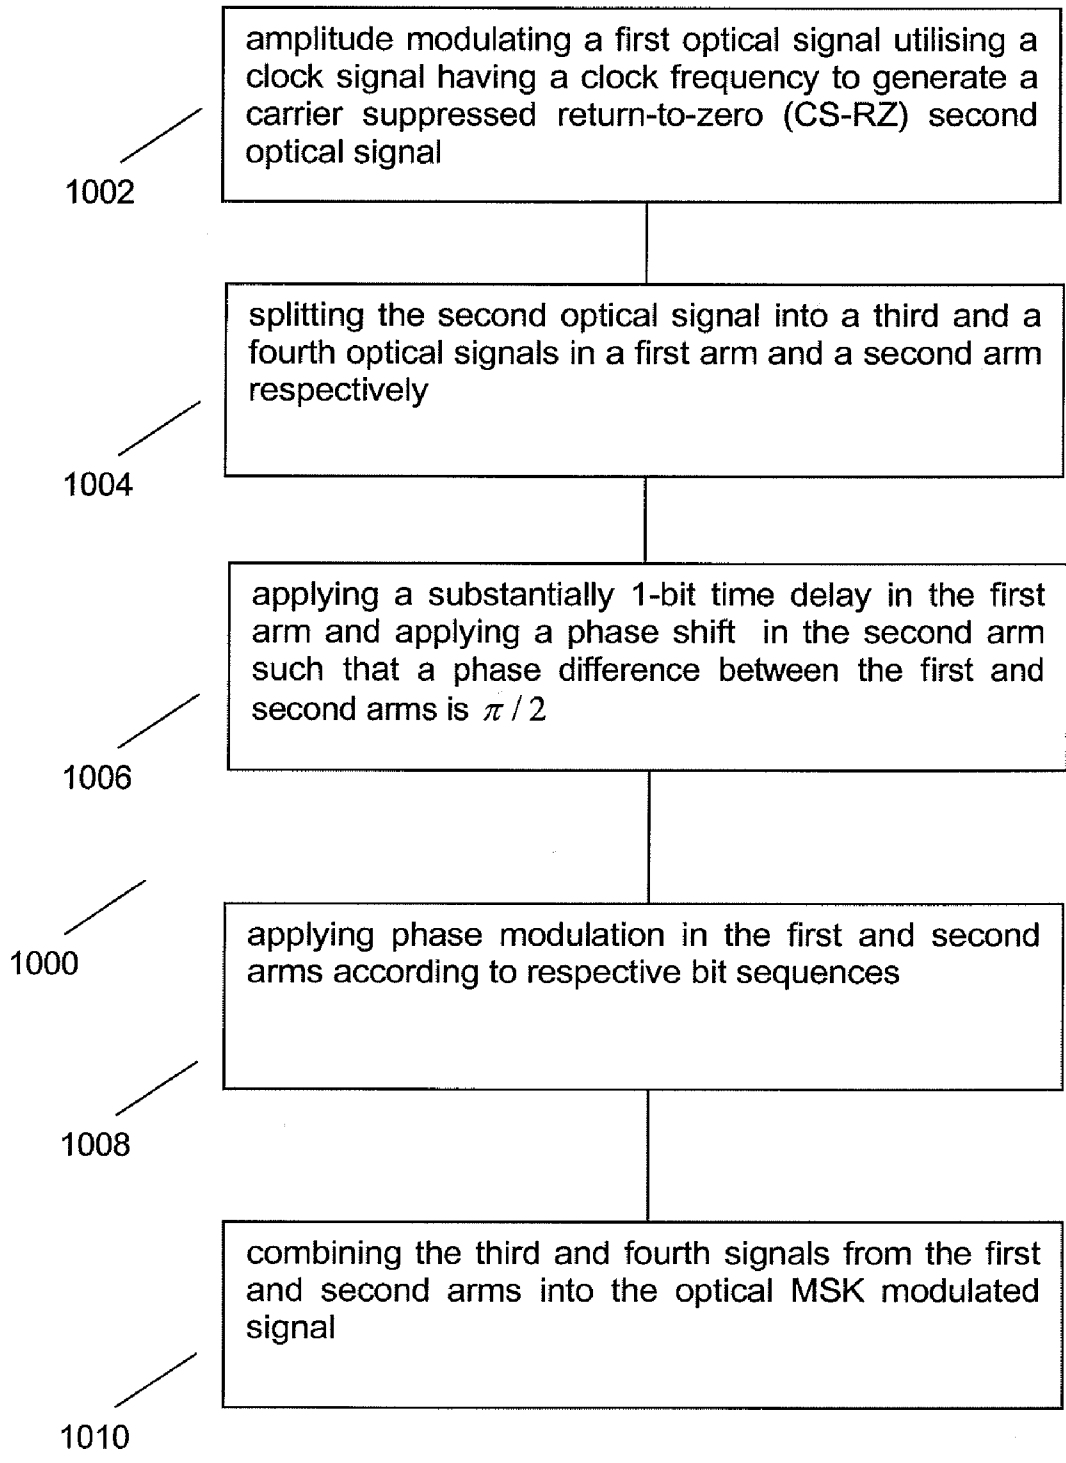 amplitude modulating a first optical signal utilising a
clock signal having a clock frequency to generate a
carrier suppressed return-to-zero (CS-RZ) second
optical signal
1002
splitting the second optical signal into a third and a
fourth optical signals in a first arm and a second arm
respectively
1004
applying a substantially 1-bit time delay in the first
arm and applying a phase shift in the second arm
such that a phase difference between the first and
second arms is π / 2
1006
1000
applying phase modulation in the first and second
arms according to respective bit sequences
1008
combining the third and fourth signals from the first
and second arms into the optical MSK modulated
signal
1010